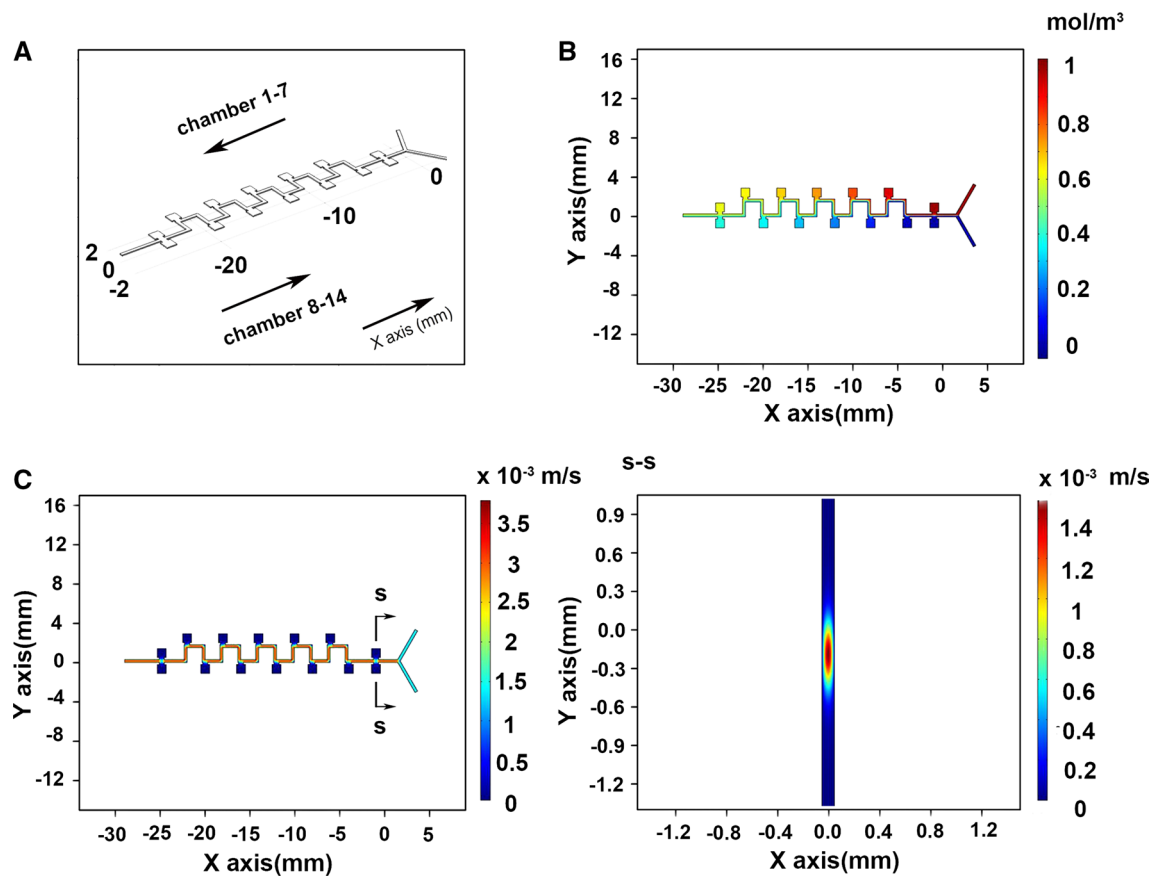 A
chamber 1-7
0
-10
-20
2
0
-2
chamber 8-14
X axis (mm)
B
mol/m³
16
12
8
4
0
-4
-8
-12
Y axis(mm)
-30 -25 -20 -15 -10 -5 0 5
X axis(mm)
1
0.8
0.6
0.4
0.2
0
C
x 10⁻³ m/s
16
12
8
4
0
-4
-8
-12
Y axis(mm)
s
s
-30 -25 -20 -15 -10 -5 0 5
X axis(mm)
3.5
3
2.5
2
1.5
1
0.5
0
s-s
x 10⁻³ m/s
0.9
0.6
0.3
0.0
-0.3
-0.6
-0.9
-1.2
Y axis(mm)
-1.2 -0.8 -0.4 0.0 0.4 0.8 1.2
X axis(mm)
1.4
1.2
1
0.8
0.6
0.4
0.2
0